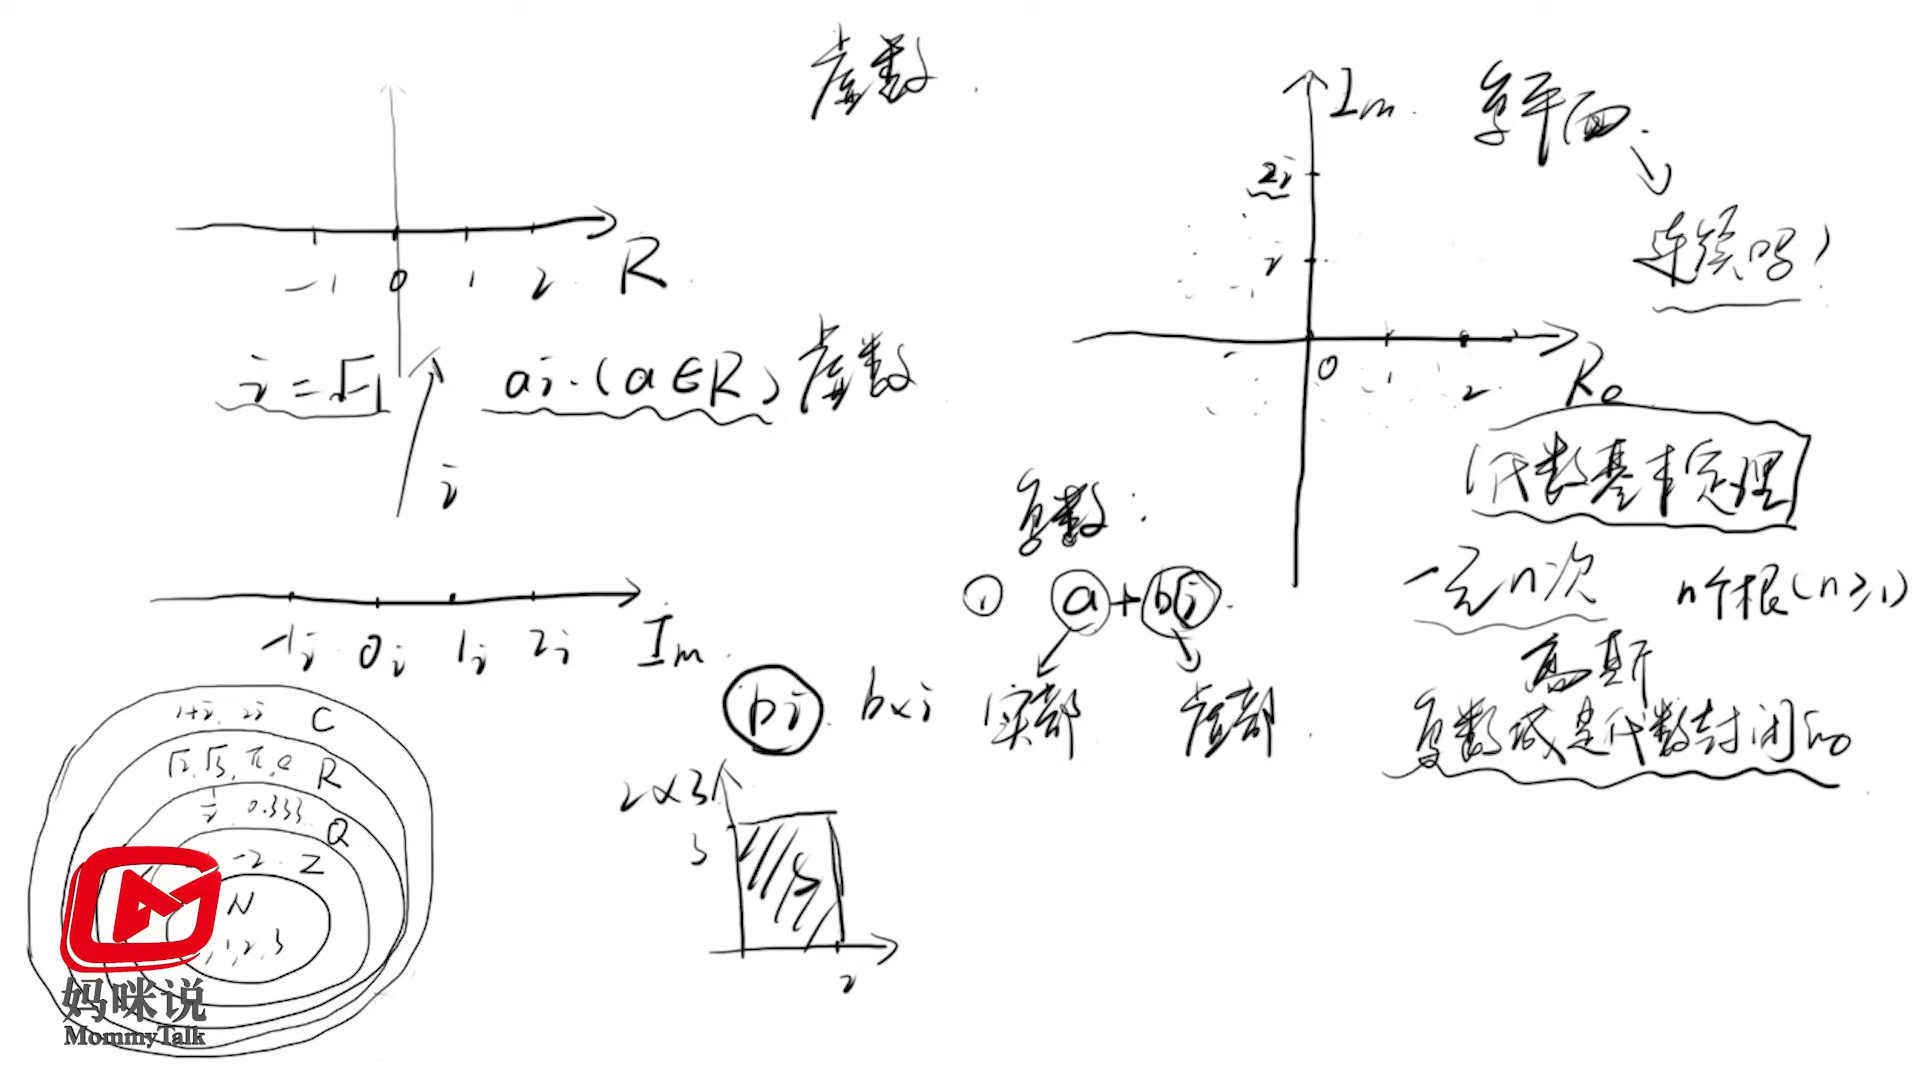 虚数
-1 0 1 2 R
i=√-1 ai.(a∈R) 虚数
i
-1i 0i 1i 2i Im
1+i, 2i C
√2, √3, π, e R
0.333 Q
-2 Z
N
1, 2, 3
妈咪说
MommyTalk
Im
2i
i
0 1 2 Re
复平面
连续吗?
代数基本定理
一元n次 n个根(n≥1)
高斯
复数域是代数封闭的
复数:
① a+bi
实部 虚部
bi. b×i
2×3
3
2